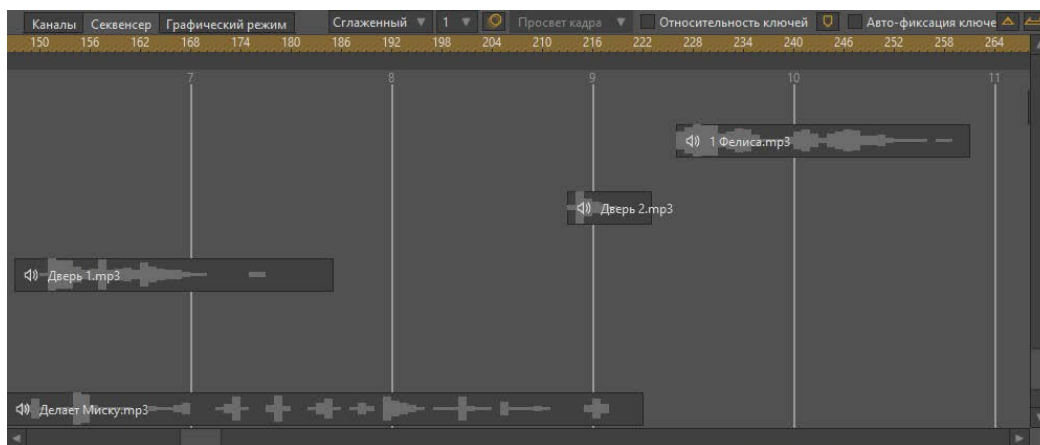 Каналы Секвенсер Графический режим Сглаженный 1 Просвет кадра Относительность ключей Авто-фиксация ключе
150 156 162 168 174 180 186 192 198 204 210 216 222 228 234 240 246 252 258 264
7 8 9 10 11
1 Фелиса.mp3
Дверь 2.mp3
Дверь 1.mp3
Делает Миску.mp3